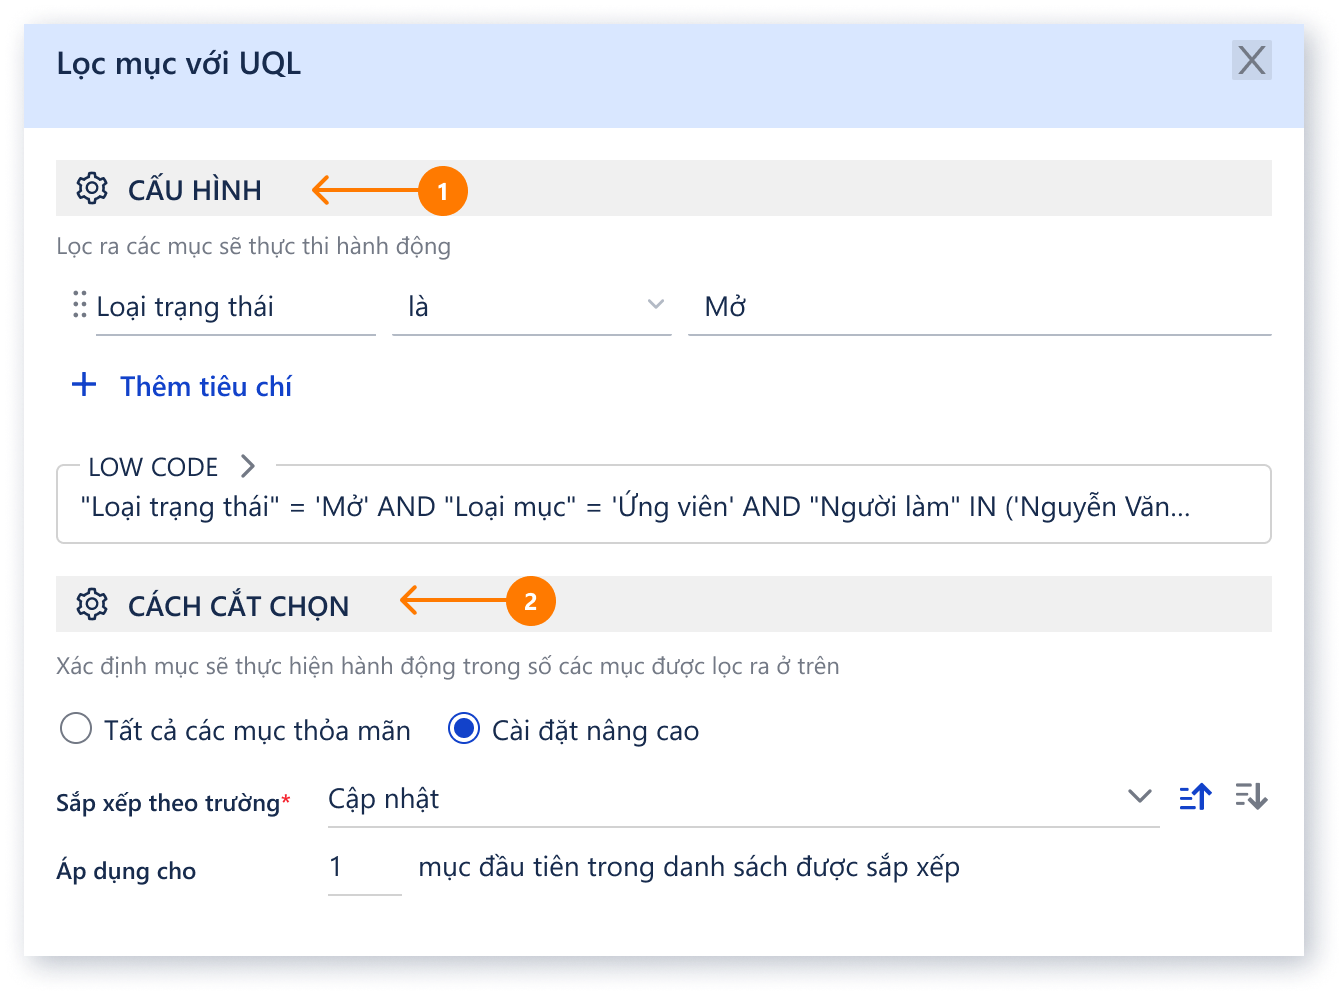 Lọc mục với UQL
X
CẤU HÌNH
1
Lọc ra các mục sẽ thực thi hành động
Loại trạng thái là Mở
+ Thêm tiêu chí
LOW CODE
"Loại trạng thái" = 'Mở' AND "Loại mục" = 'Ứng viên' AND "Người làm" IN ('Nguyễn Văn...
CÁCH CẮT CHỌN
2
Xác định mục sẽ thực hiện hành động trong số các mục được lọc ra ở trên
Tất cả các mục thỏa mãn Cài đặt nâng cao
Sắp xếp theo trường* Cập nhật
Áp dụng cho 1 mục đầu tiên trong danh sách được sắp xếp